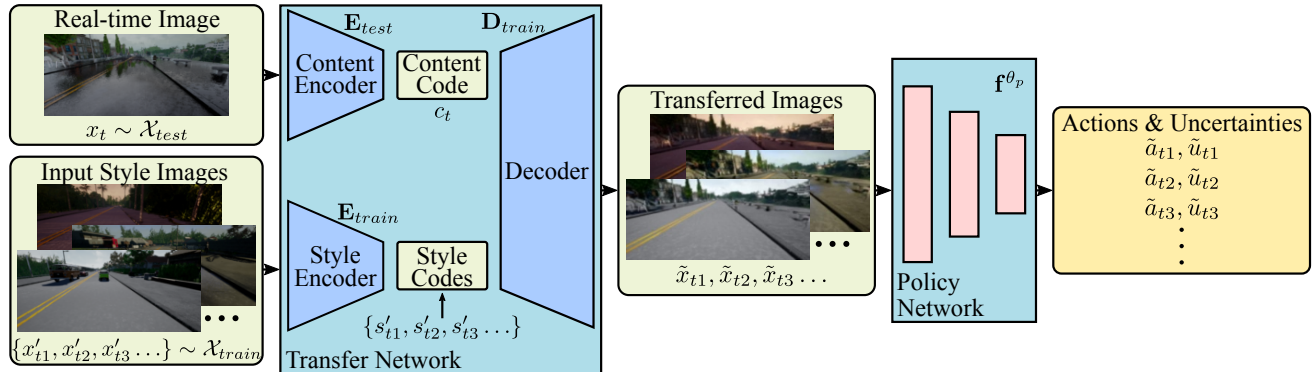 Real-time Image
x_t ∼ 𝒳_test
Input Style Images
{x′_t1, x′_t2, x′_t3 …} ∼ 𝒳_train
E_test
Content
Encoder
Content
Code
c_t
E_train
Style
Encoder
Style
Codes
{s′_t1, s′_t2, s′_t3 …}
D_train
Decoder
Transfer Network
Transferred Images
x̃_t1, x̃_t2, x̃_t3 …
f^θ_p
Policy
Network
Actions & Uncertainties
ã_t1, ũ_t1
ã_t2, ũ_t2
ã_t3, ũ_t3